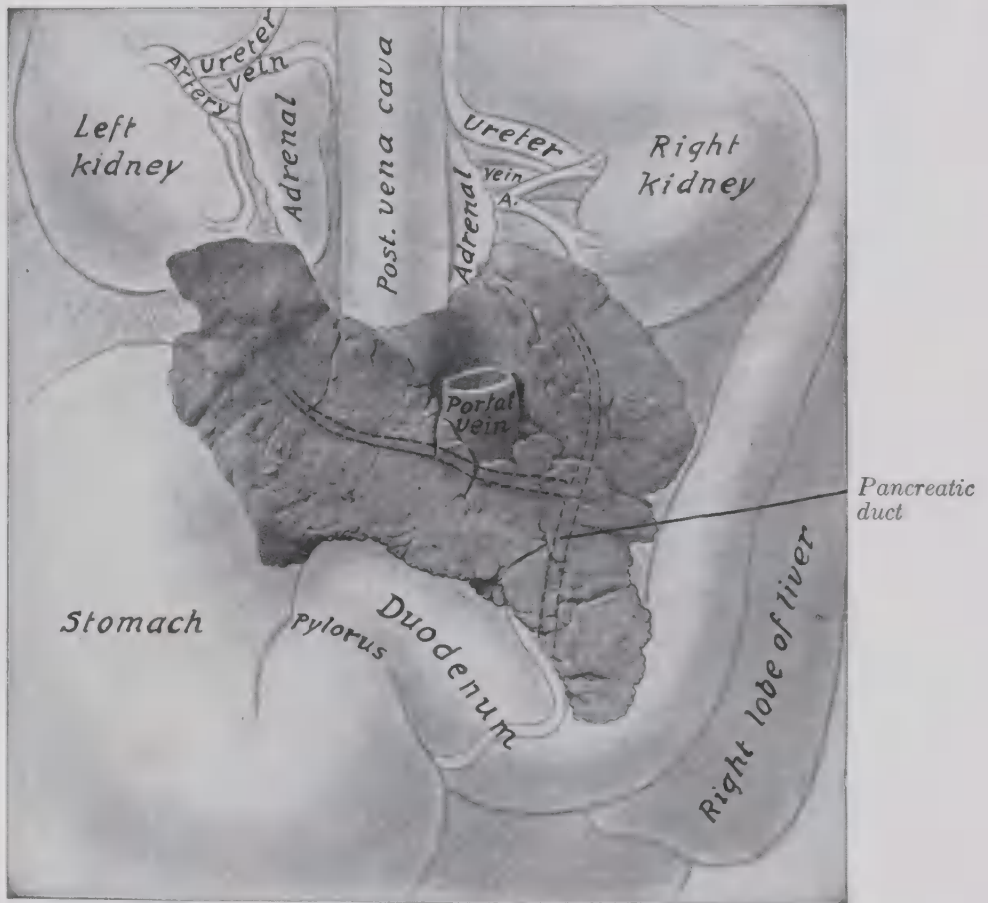 Artery
ureter
vein
Left
kidney
Adrenal
Post. vena cava
ureter
vein
A.
Adrenal
Right
kidney
Portal
vein
Pancreatic
duct
Stomach
Pylorus
Duodenum
Right lobe of liver